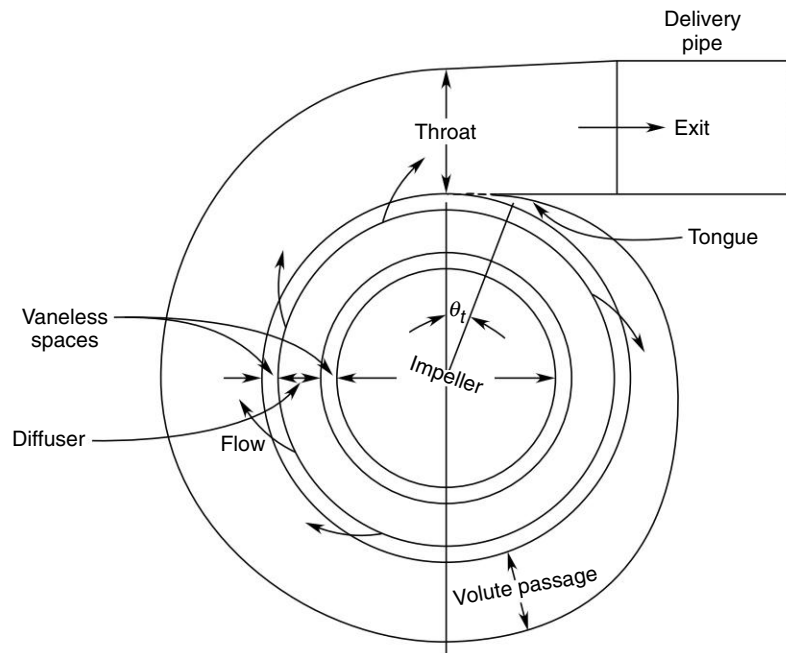 Delivery
pipe
Throat
Exit
Tongue
Vaneless
spaces
θt
Impeller
Diffuser
Flow
Volute passage